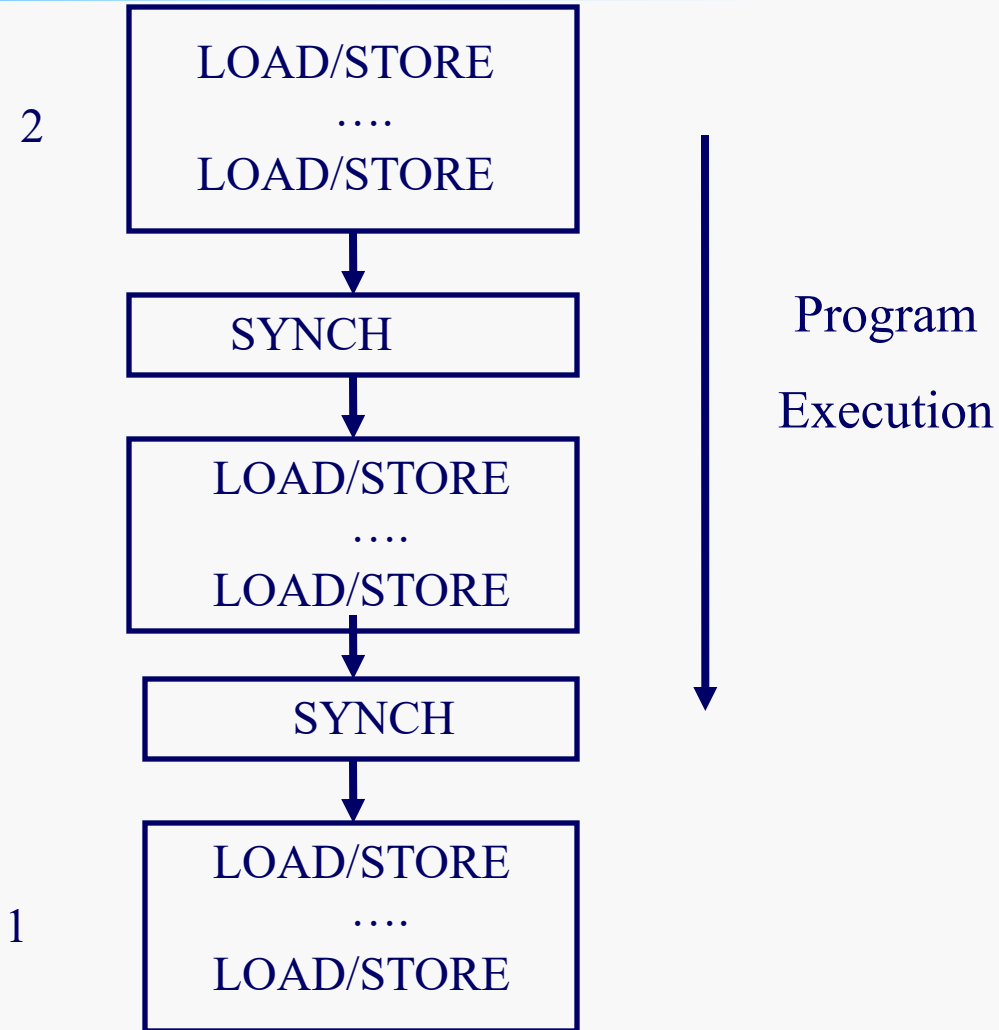 LOAD/STORE
....
LOAD/STORE
2
SYNCH
Program
Execution
LOAD/STORE
....
LOAD/STORE
SYNCH
LOAD/STORE
....
LOAD/STORE
1